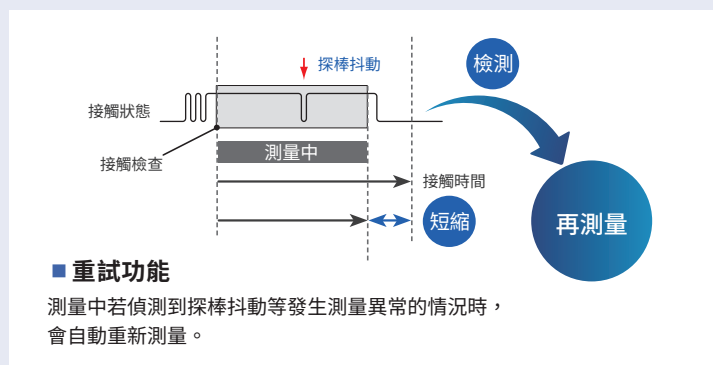 探棒抖動
檢測
接觸狀態
接觸檢查
測量中
接觸時間
短縮
再測量
■重試功能
測量中若偵測到探棒抖動等發生測量異常的情況時，
會自動重新測量。